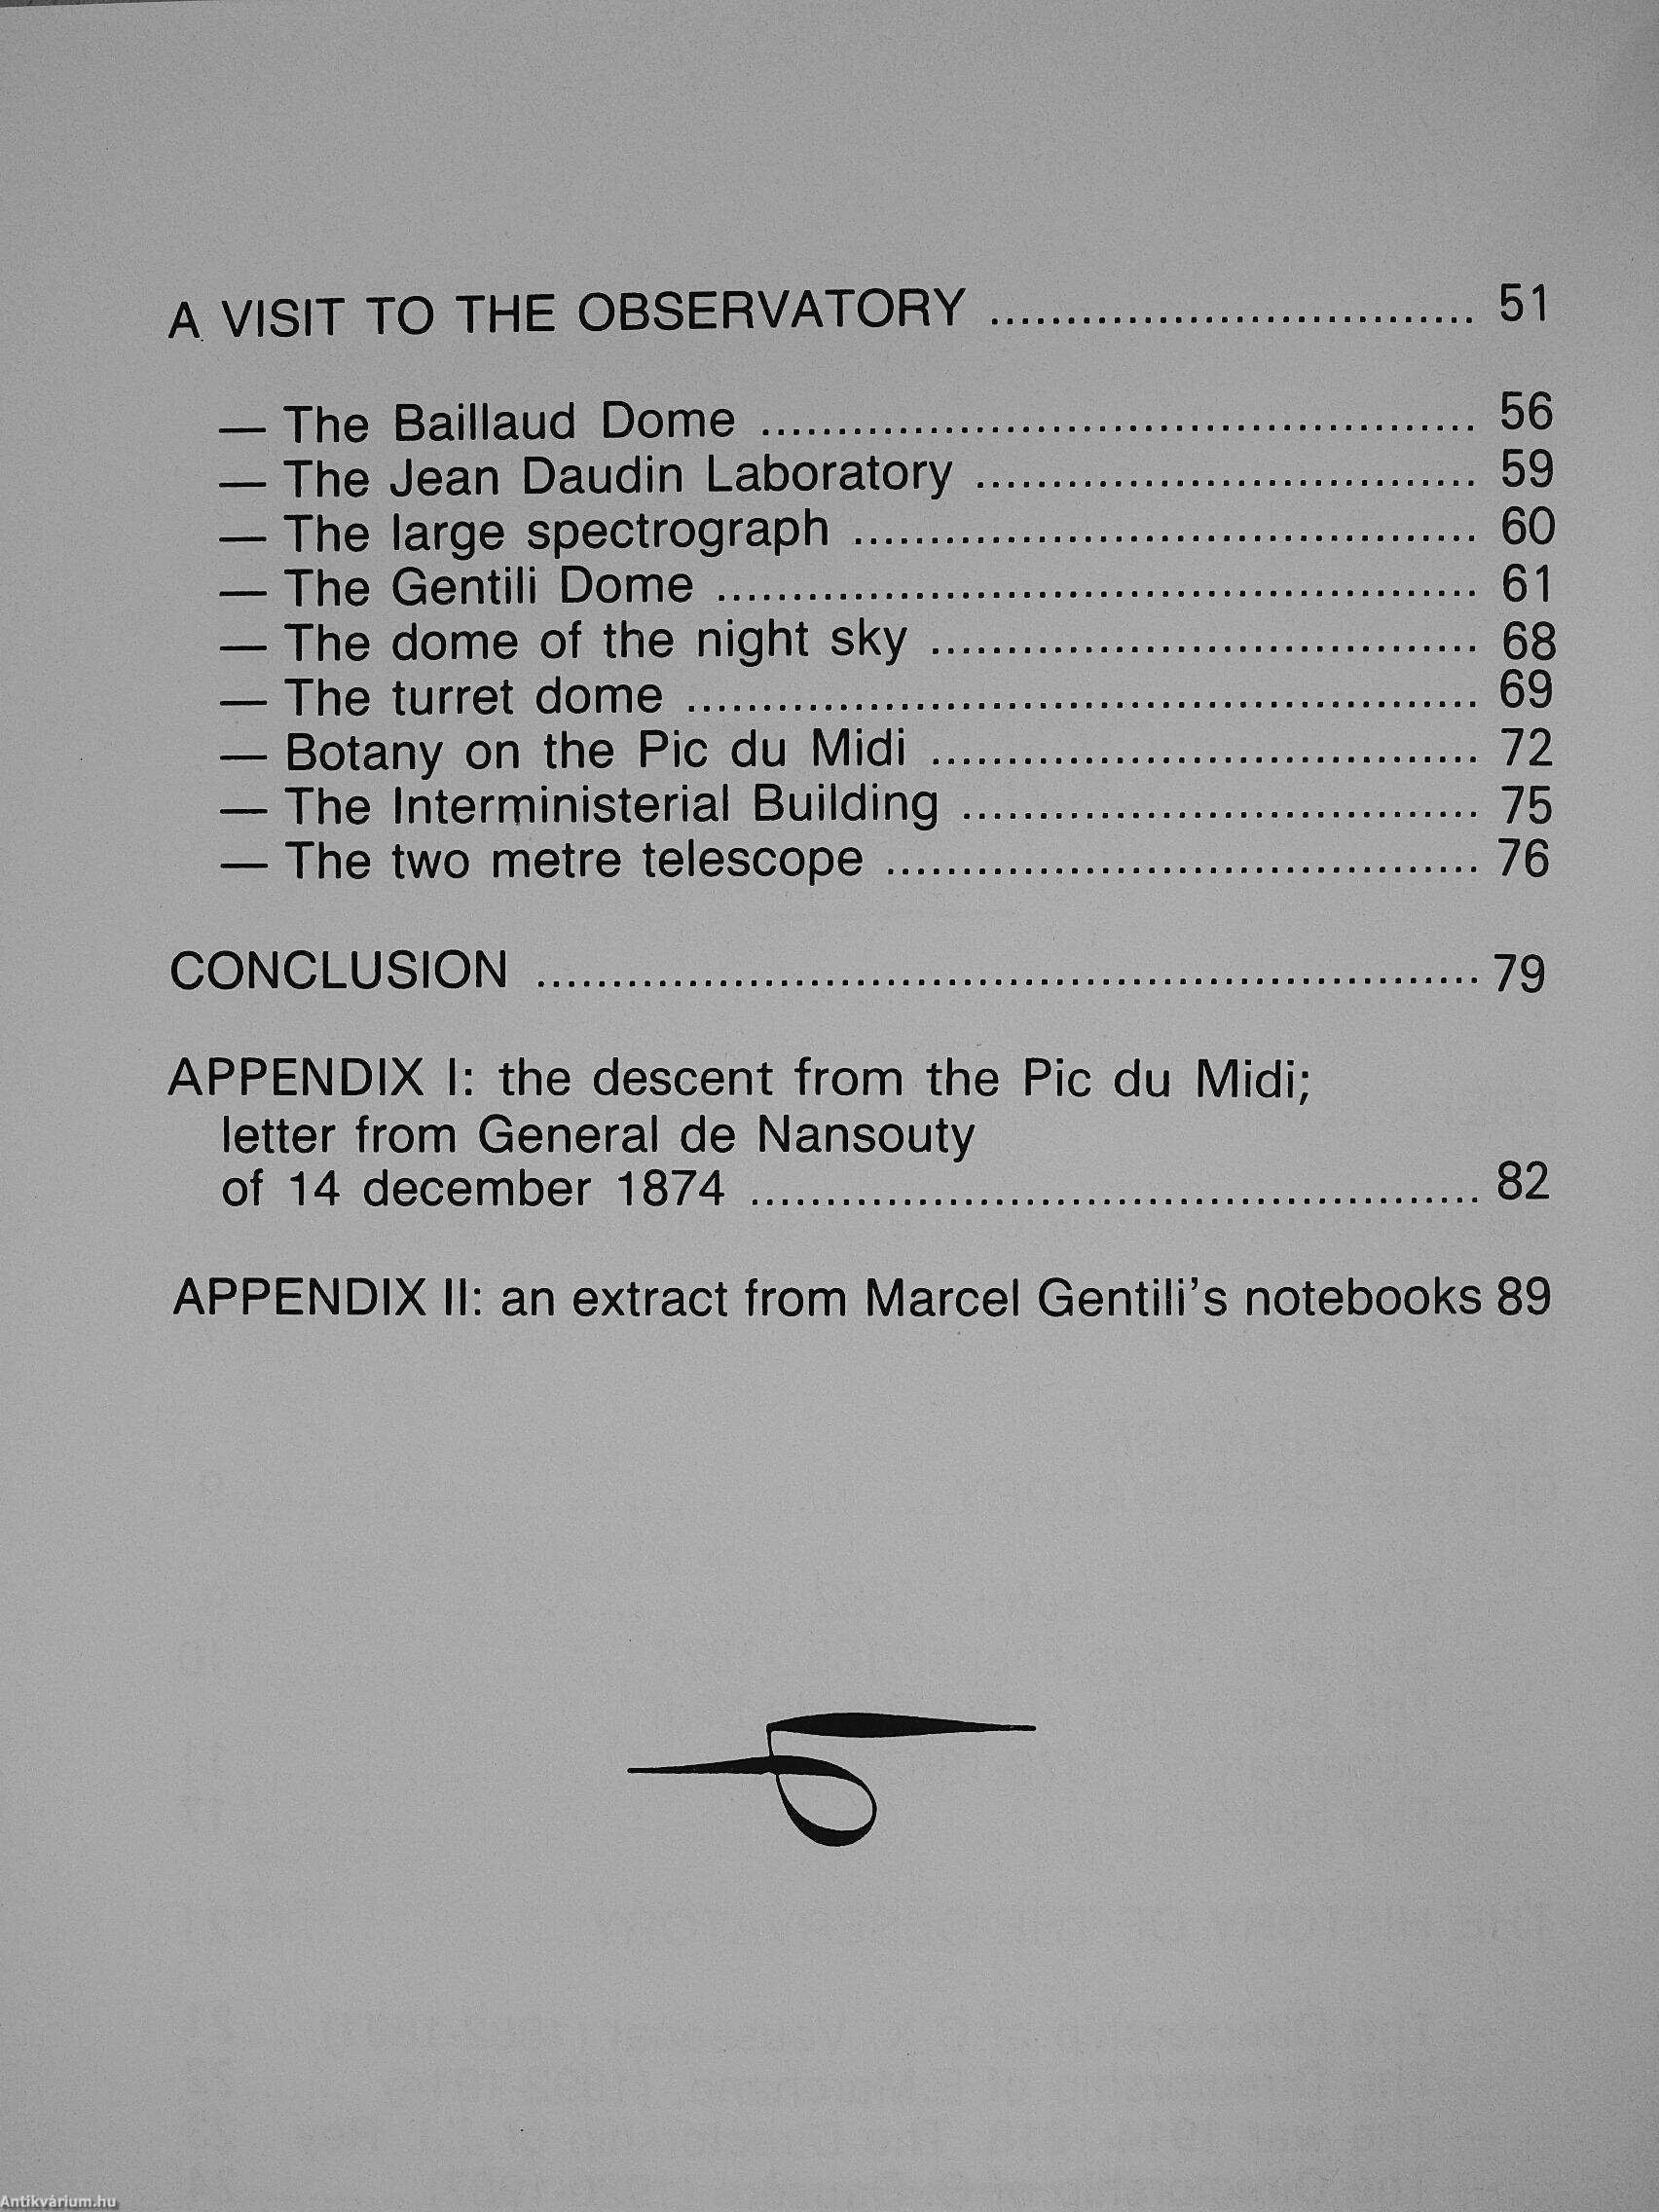 A VISIT TO THE OBSERVATORY ................................ 51
— The Baillaud Dome ................................ 56
— The Jean Daudin Laboratory ................................ 59
— The large spectrograph ................................ 60
— The Gentili Dome ................................ 61
— The dome of the night sky ................................ 68
— The turret dome ................................ 69
— Botany on the Pic du Midi ................................ 72
— The Interministerial Building ................................ 75
— The two metre telescope ................................ 76
CONCLUSION ................................ 79
APPENDIX I: the descent from the Pic du Midi;
letter from General de Nansouty
of 14 december 1874 ................................ 82
APPENDIX II: an extract from Marcel Gentili's notebooks 89
Antikvárium.hu